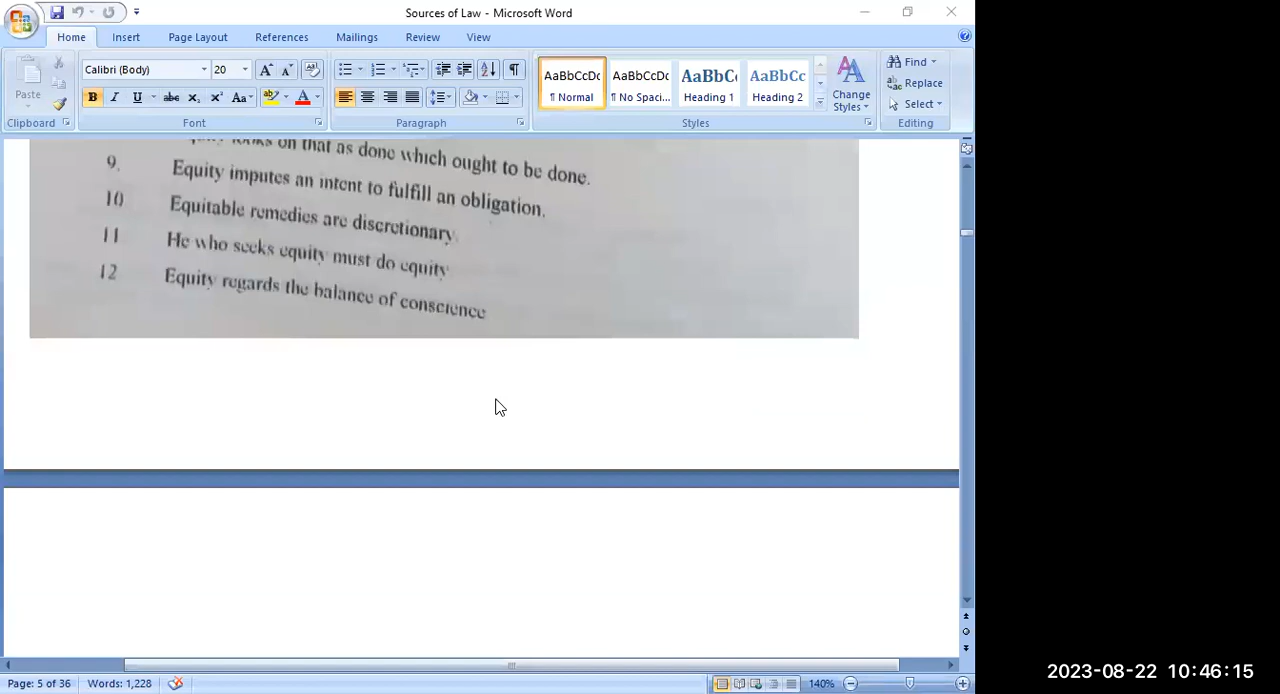 Sources of Law - Microsoft Word
Home Insert Page Layout References Mailings Review View
Paste
Calibri (Body) 20
AaBbCcDc AaBbCcDc AaBbC AaBbCc
¶ Normal ¶ No Spaci... Heading 1 Heading 2
Change Styles
Find
Replace
Select
Clipboard Font Paragraph Styles Editing
looks on that as done which ought to be done.
9. Equity imputes an intent to fulfill an obligation.
10 Equitable remedies are discretionary
11 He who seeks equity must do equity
12 Equity regards the balance of conscience
Page: 5 of 36 Words: 1,228 140%
2023-08-22 10:46:15